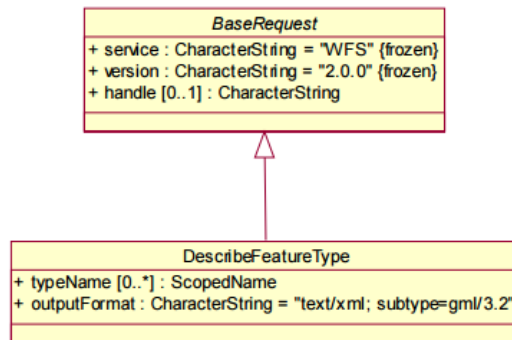 BaseRequest
+ service : CharacterString = "WFS" {frozen}
+ version : CharacterString = "2.0.0" {frozen}
+ handle [0..1] : CharacterString
DescribeFeatureType
+ typeName [0..*] : ScopedName
+ outputFormat : CharacterString = "text/xml; subtype=gml/3.2"